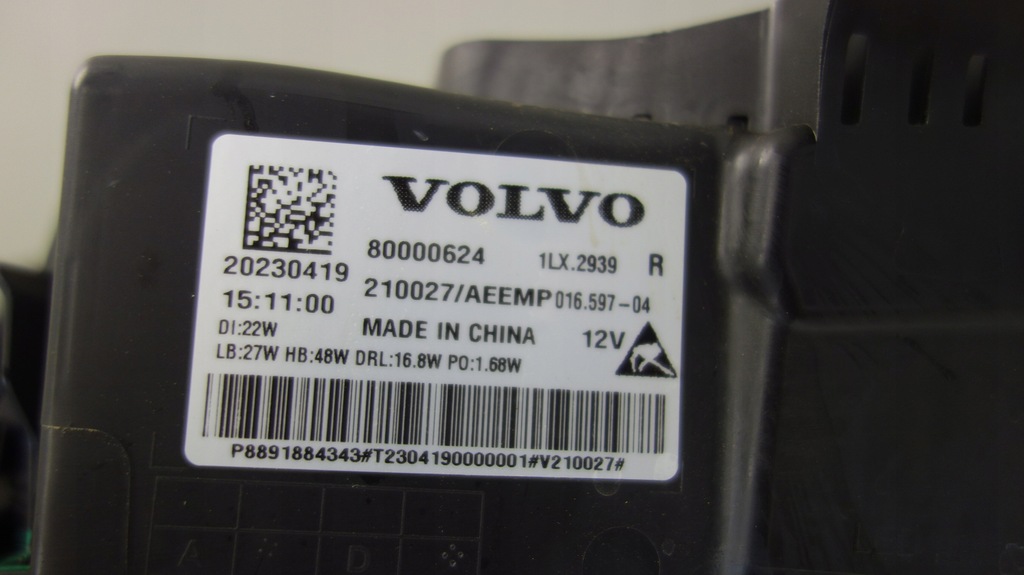 VOLVO
80000624 1LX.2939 R
20230419
210027/AEEMP 016.597-04
15:11:00
MADE IN CHINA 12V
DI:22W
LB:27W HB:48W DRL:16.8W PO:1.68W
P8891884343#T2304190000001#V210027#
A D